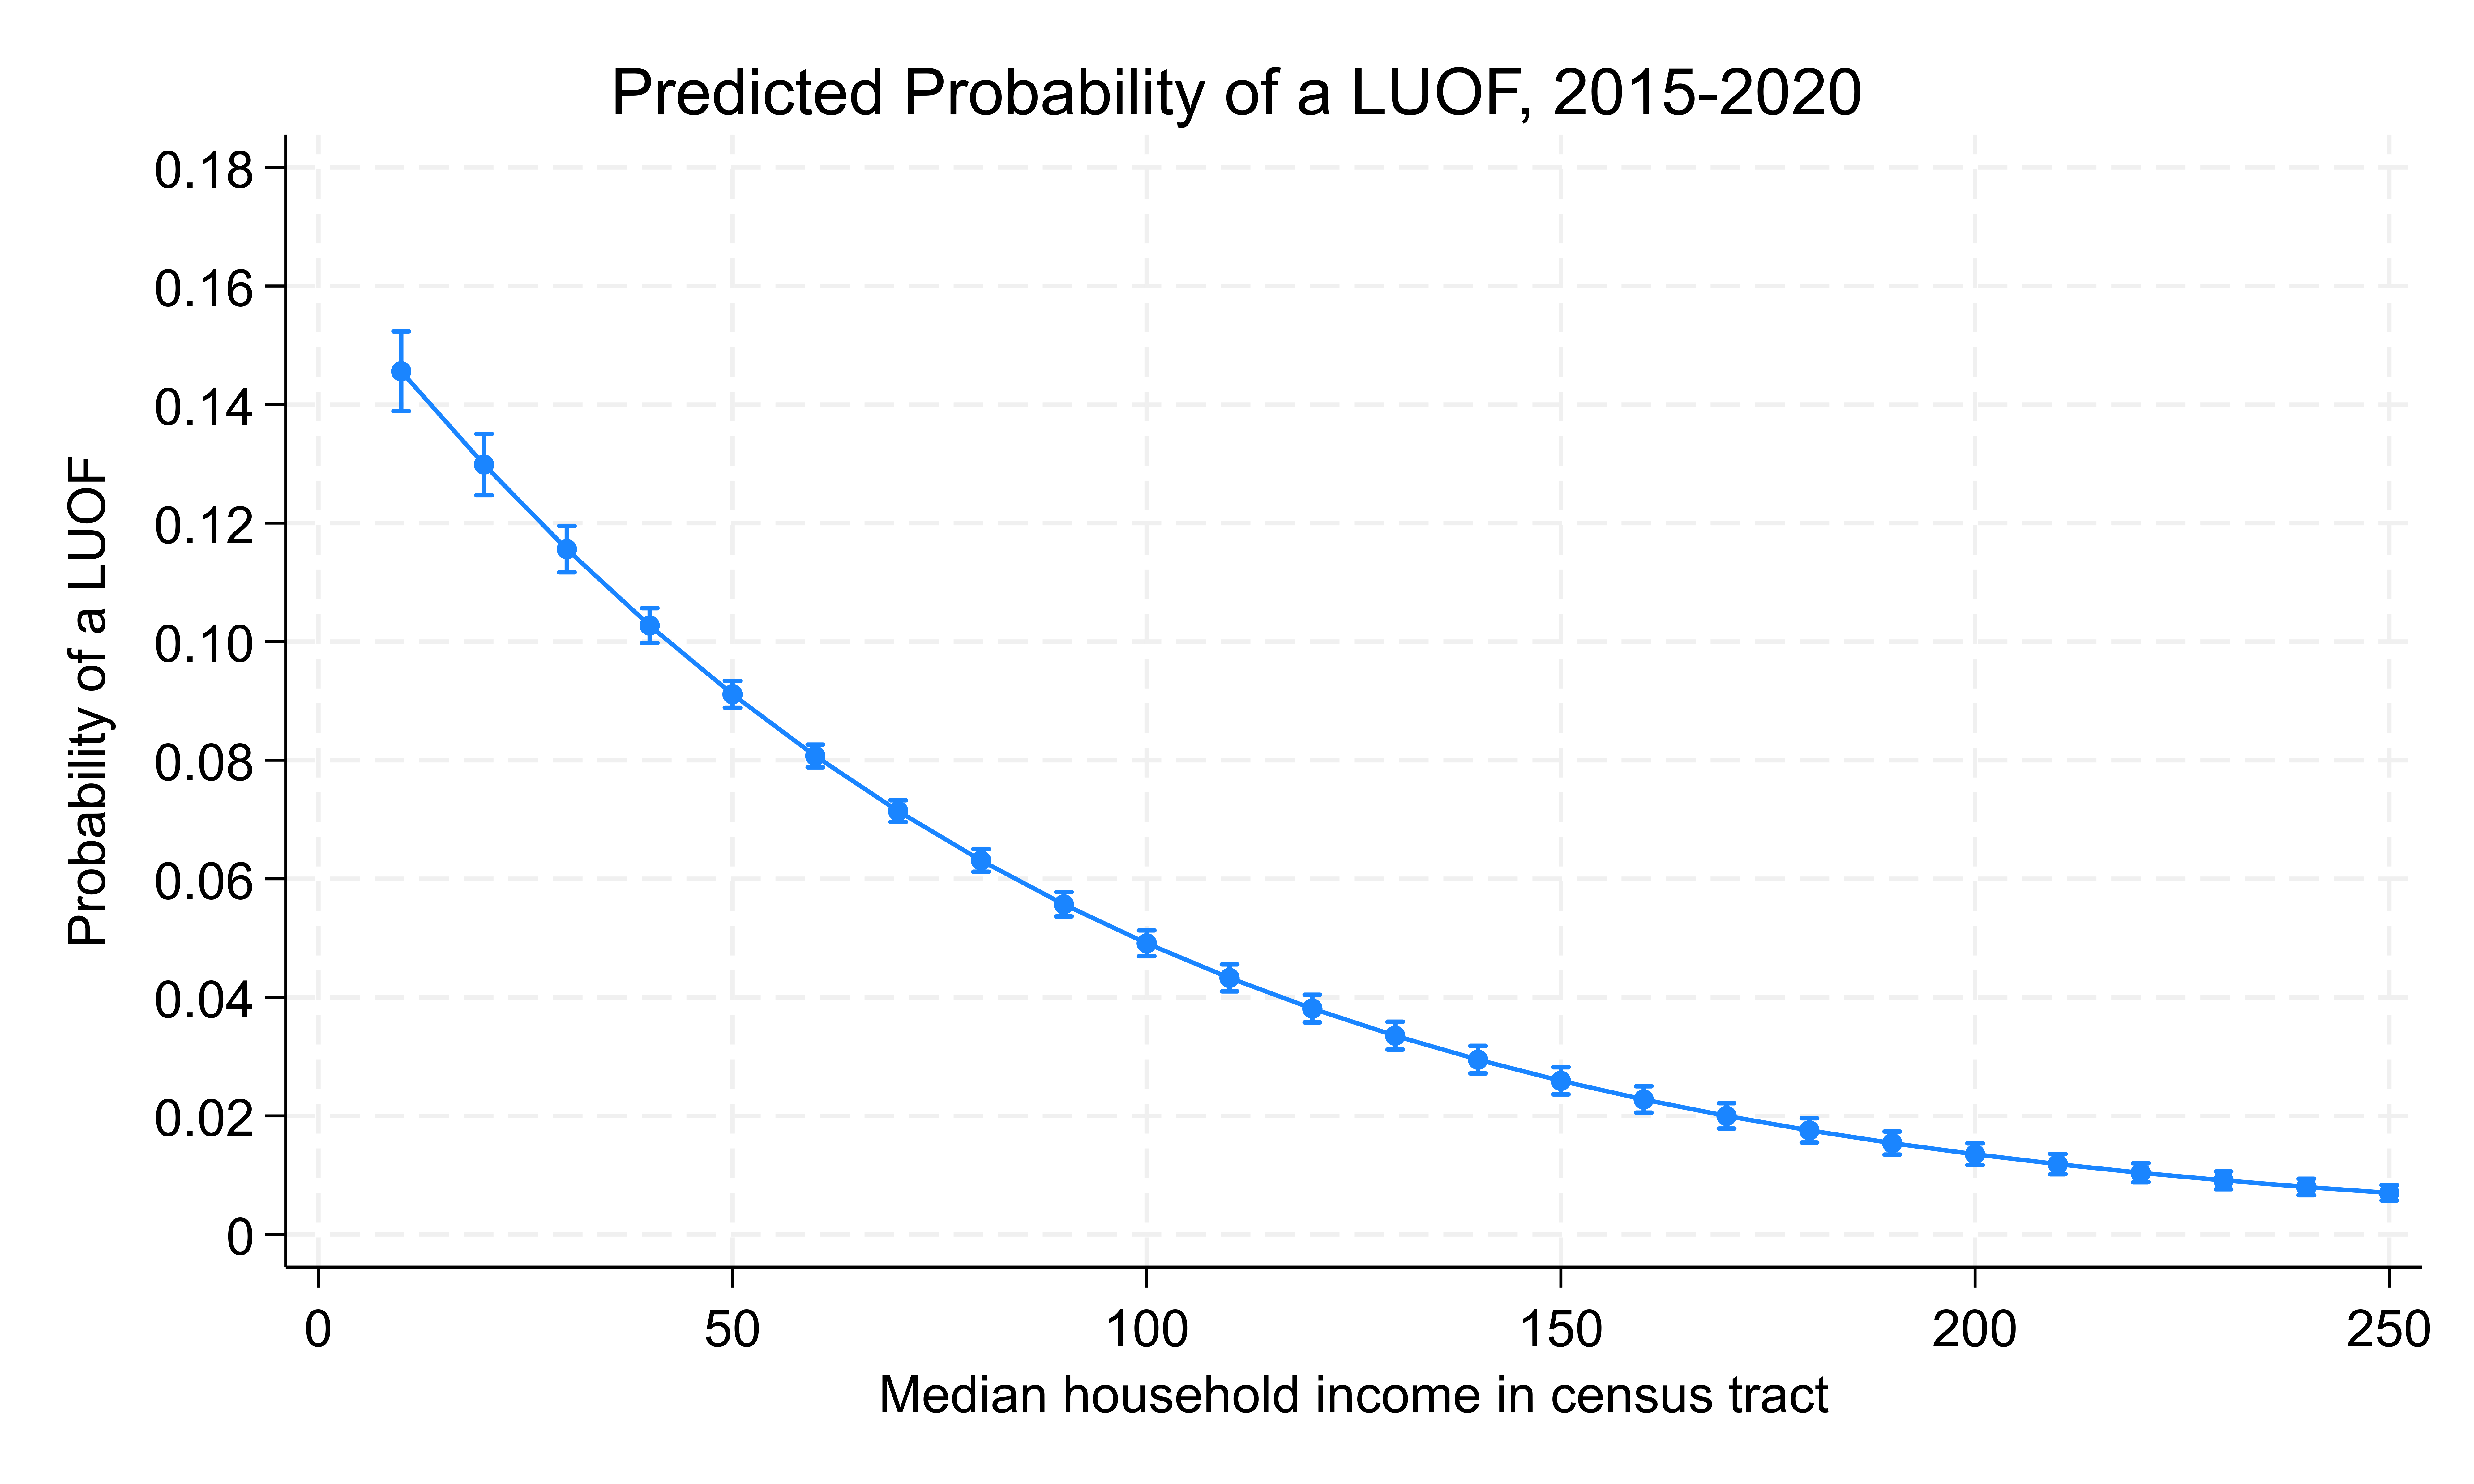 Predicted Probability of a LUOF, 2015-2020
Probability of a LUOF
0.18
0.16
0.14
0.12
0.10
0.08
0.06
0.04
0.02
0
0 50 100 150 200 250
Median household income in census tract